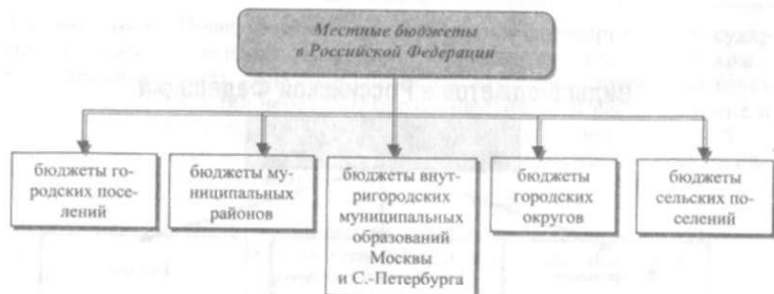 Местные бюджеты
в Российской Федерации
бюджеты го-
родских посе-
лений
бюджеты му-
ниципальных
районов
бюджеты внут-
ригородских
муниципальных
образований
Москвы
и С.-Петербурга
бюджеты
городских
округов
бюджеты
сельских по-
селений